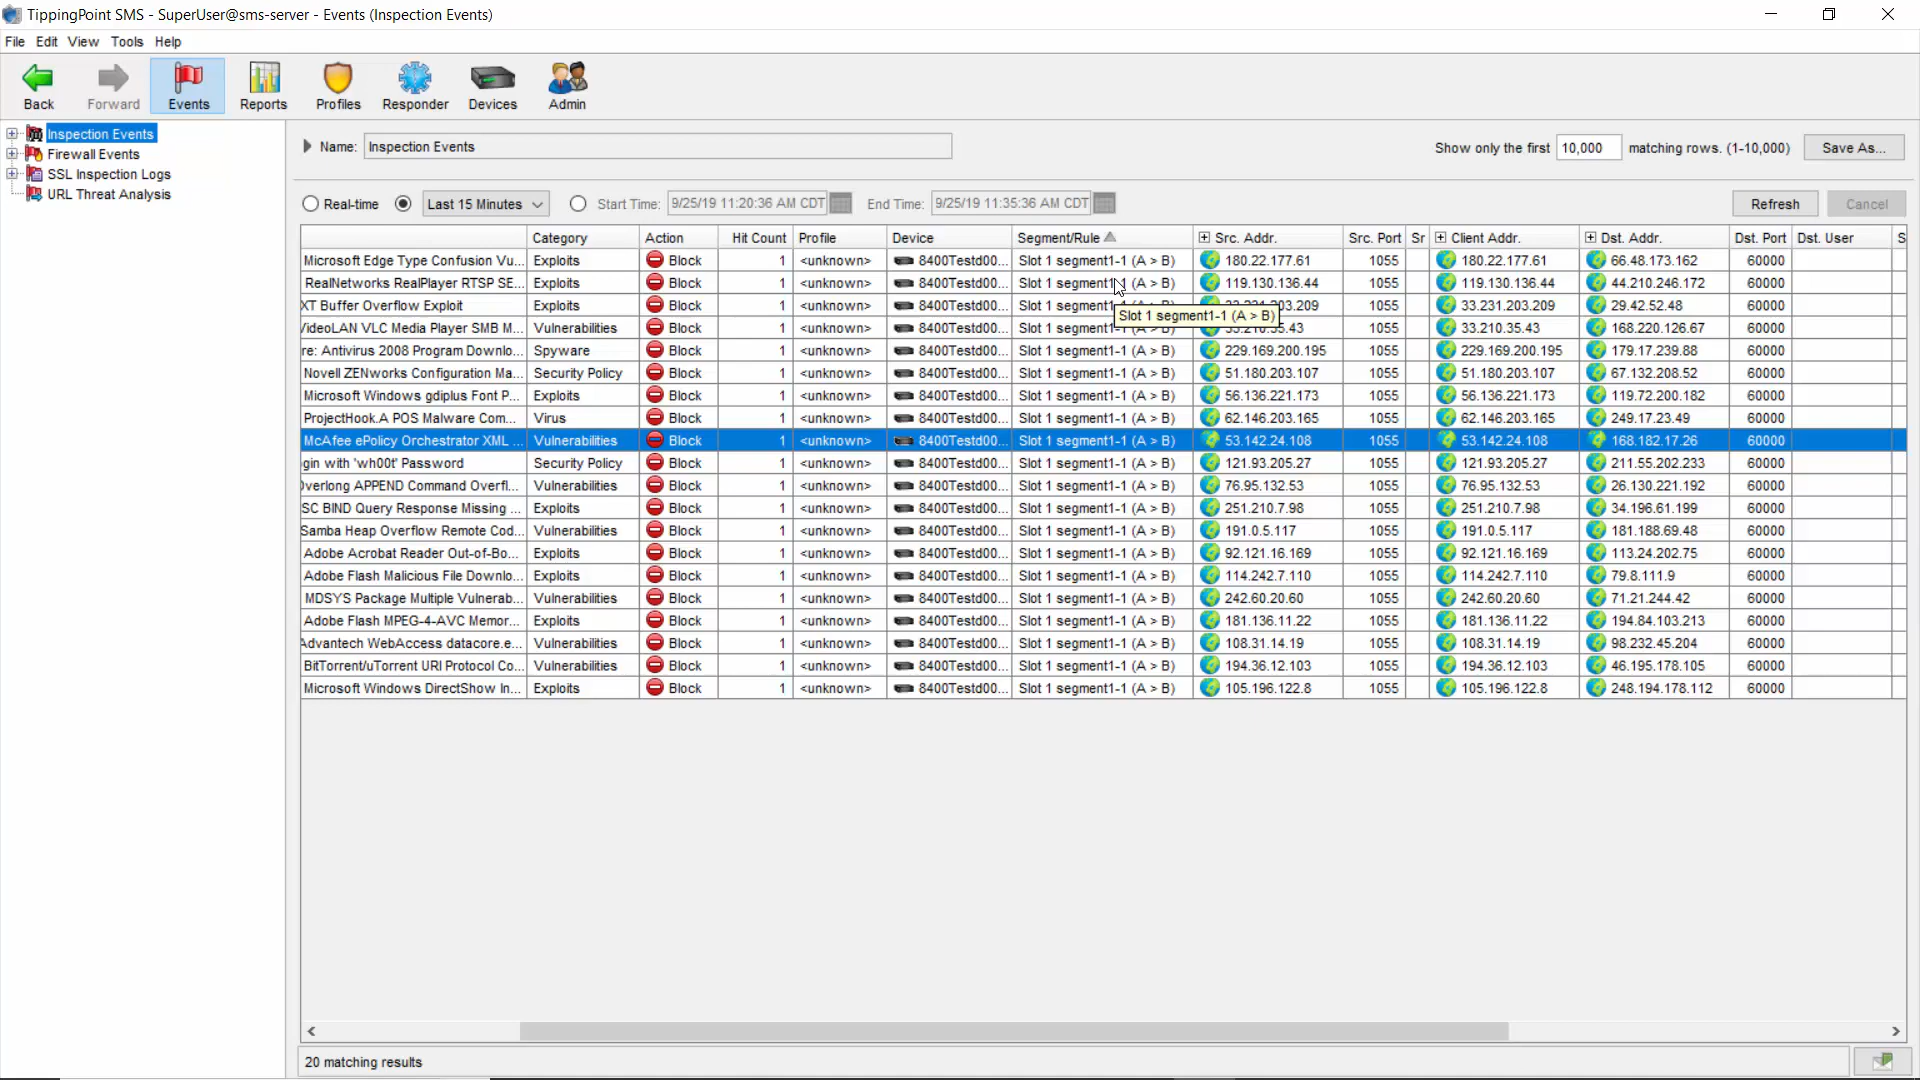 TippingPoint SMS - SuperUser@sms-server - Events (Inspection Events)
File Edit View Tools Help
Back Forward Events Reports Profiles Responder Devices Admin
Inspection Events
Firewall Events
SSL Inspection Logs
URL Threat Analysis
Name: Inspection Events Show only the first 10,000 matching rows. (1-10,000) Save As...
Real-time Last 15 Minutes Start Time: 9/25/19 11:20:36 AM CDT End Time: 9/25/19 11:35:36 AM CDT Refresh Cancel
Category Action Hit Count Profile Device Segment/Rule Src. Addr. Src. Port Sr Client Addr. Dst. Addr. Dst. Port Dst. User S
Microsoft Edge Type Confusion Vu... Exploits Block 1 <unknown> 8400Testd00... Slot 1 segment1-1 (A > B) 180.22.177.61 1055 180.22.177.61 66.48.173.162 60000
RealNetworks RealPlayer RTSP SE... Exploits Block 1 <unknown> 8400Testd00... Slot 1 segment1-1 (A > B) 119.130.136.44 1055 119.130.136.44 44.210.246.172 60000
XT Buffer Overflow Exploit Exploits Block 1 <unknown> 8400Testd00... Slot 1 segment1-1 (A > B) 33.231.203.209 1055 33.231.203.209 29.42.52.48 60000
Slot 1 segment1-1 (A > B)
VideoLAN VLC Media Player SMB M... Vulnerabilities Block 1 <unknown> 8400Testd00... Slot 1 segment1-1 (A > B) 33.210.35.43 1055 33.210.35.43 168.220.126.67 60000
re: Antivirus 2008 Program Downlo... Spyware Block 1 <unknown> 8400Testd00... Slot 1 segment1-1 (A > B) 229.169.200.195 1055 229.169.200.195 179.17.239.88 60000
Novell ZENworks Configuration Ma... Security Policy Block 1 <unknown> 8400Testd00... Slot 1 segment1-1 (A > B) 51.180.203.107 1055 51.180.203.107 67.132.208.52 60000
Microsoft Windows gdiplus Font P... Exploits Block 1 <unknown> 8400Testd00... Slot 1 segment1-1 (A > B) 56.136.221.173 1055 56.136.221.173 119.72.200.182 60000
ProjectHook.A POS Malware Com... Virus Block 1 <unknown> 8400Testd00... Slot 1 segment1-1 (A > B) 62.146.203.165 1055 62.146.203.165 249.17.23.49 60000
McAfee ePolicy Orchestrator XML ... Vulnerabilities Block 1 <unknown> 8400Testd00... Slot 1 segment1-1 (A > B) 53.142.24.108 1055 53.142.24.108 168.182.17.26 60000
gin with 'wh00t' Password Security Policy Block 1 <unknown> 8400Testd00... Slot 1 segment1-1 (A > B) 121.93.205.27 1055 121.93.205.27 211.55.202.233 60000
Overlong APPEND Command Overfl... Vulnerabilities Block 1 <unknown> 8400Testd00... Slot 1 segment1-1 (A > B) 76.95.132.53 1055 76.95.132.53 26.130.221.192 60000
SC BIND Query Response Missing ... Exploits Block 1 <unknown> 8400Testd00... Slot 1 segment1-1 (A > B) 251.210.7.98 1055 251.210.7.98 34.196.61.199 60000
Samba Heap Overflow Remote Cod... Vulnerabilities Block 1 <unknown> 8400Testd00... Slot 1 segment1-1 (A > B) 191.0.5.117 1055 191.0.5.117 181.188.69.48 60000
Adobe Acrobat Reader Out-of-Bo... Exploits Block 1 <unknown> 8400Testd00... Slot 1 segment1-1 (A > B) 92.121.16.169 1055 92.121.16.169 113.24.202.75 60000
Adobe Flash Malicious File Downlo... Exploits Block 1 <unknown> 8400Testd00... Slot 1 segment1-1 (A > B) 114.242.7.110 1055 114.242.7.110 79.8.111.9 60000
MDSYS Package Multiple Vulnerab... Vulnerabilities Block 1 <unknown> 8400Testd00... Slot 1 segment1-1 (A > B) 242.60.20.60 1055 242.60.20.60 71.21.244.42 60000
Adobe Flash MPEG-4-AVC Memor... Exploits Block 1 <unknown> 8400Testd00... Slot 1 segment1-1 (A > B) 181.136.11.22 1055 181.136.11.22 194.84.103.213 60000
Advantech WebAccess datacore.e... Vulnerabilities Block 1 <unknown> 8400Testd00... Slot 1 segment1-1 (A > B) 108.31.14.19 1055 108.31.14.19 98.232.45.204 60000
BitTorrent/uTorrent URI Protocol Co... Vulnerabilities Block 1 <unknown> 8400Testd00... Slot 1 segment1-1 (A > B) 194.36.12.103 1055 194.36.12.103 46.195.178.105 60000
Microsoft Windows DirectShow In... Exploits Block 1 <unknown> 8400Testd00... Slot 1 segment1-1 (A > B) 105.196.122.8 1055 105.196.122.8 248.194.178.112 60000
20 matching results